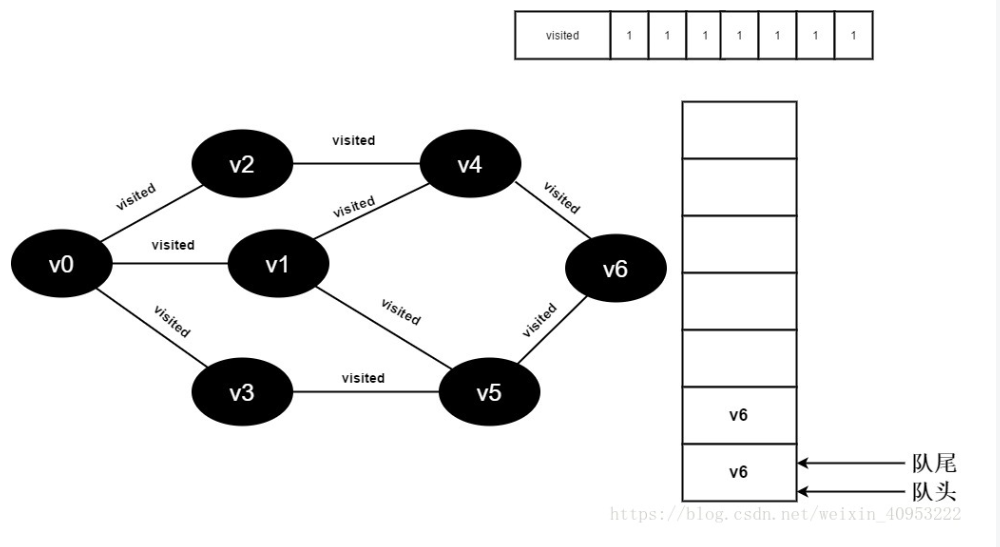 visited 1 1 1 1 1 1 1
v2 visited v4
visited visited visited
v0 visited v1 v6
visited visited visited
v3 visited v5
v6
v6
队尾
队头
https://blog.csdn.net/weixin_40953222